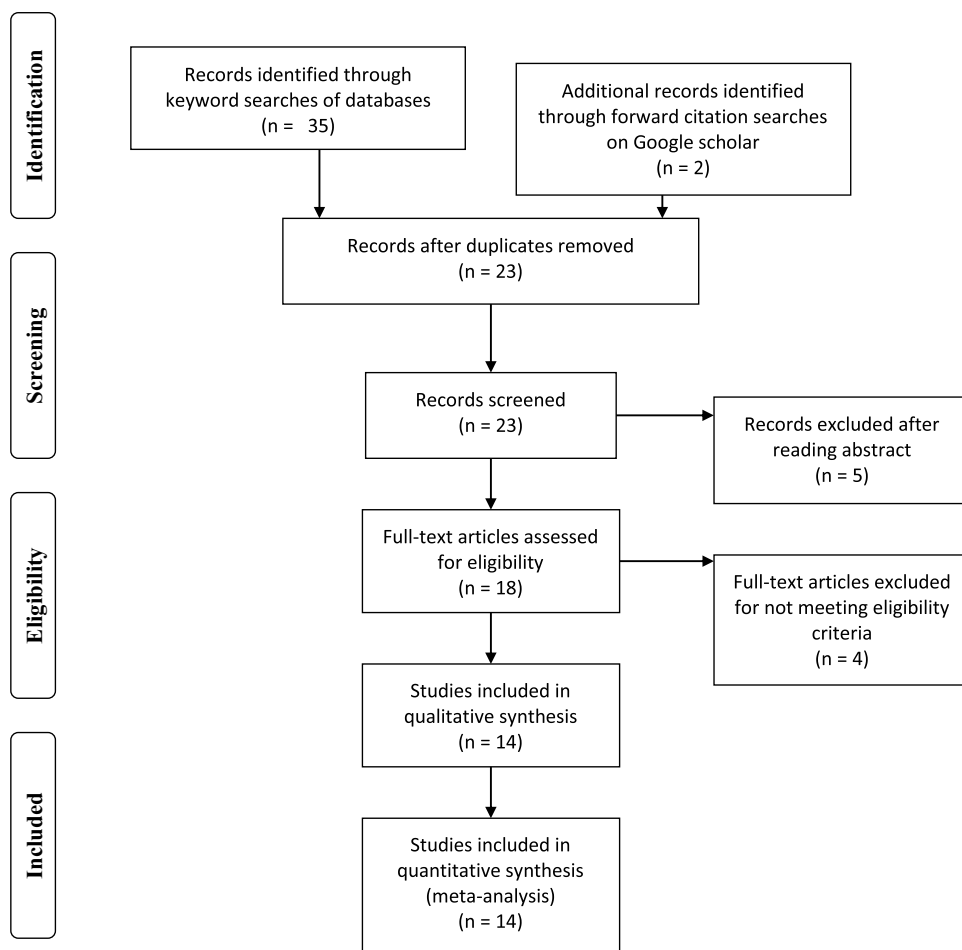 Identification
Records identified through
keyword searches of databases
(n =   35)
Additional records identified
through forward citation searches
on Google scholar
(n = 2)
Records after duplicates removed
(n = 23)
Screening
Records screened
(n = 23)
Records excluded after
reading abstract
(n = 5)
Eligibility
Full-text articles assessed
for eligibility
(n = 18)
Full-text articles excluded
for not meeting eligibility
criteria
(n = 4)
Studies included in
qualitative synthesis
(n = 14)
Included
Studies included in
quantitative synthesis
(meta-analysis)
(n = 14)